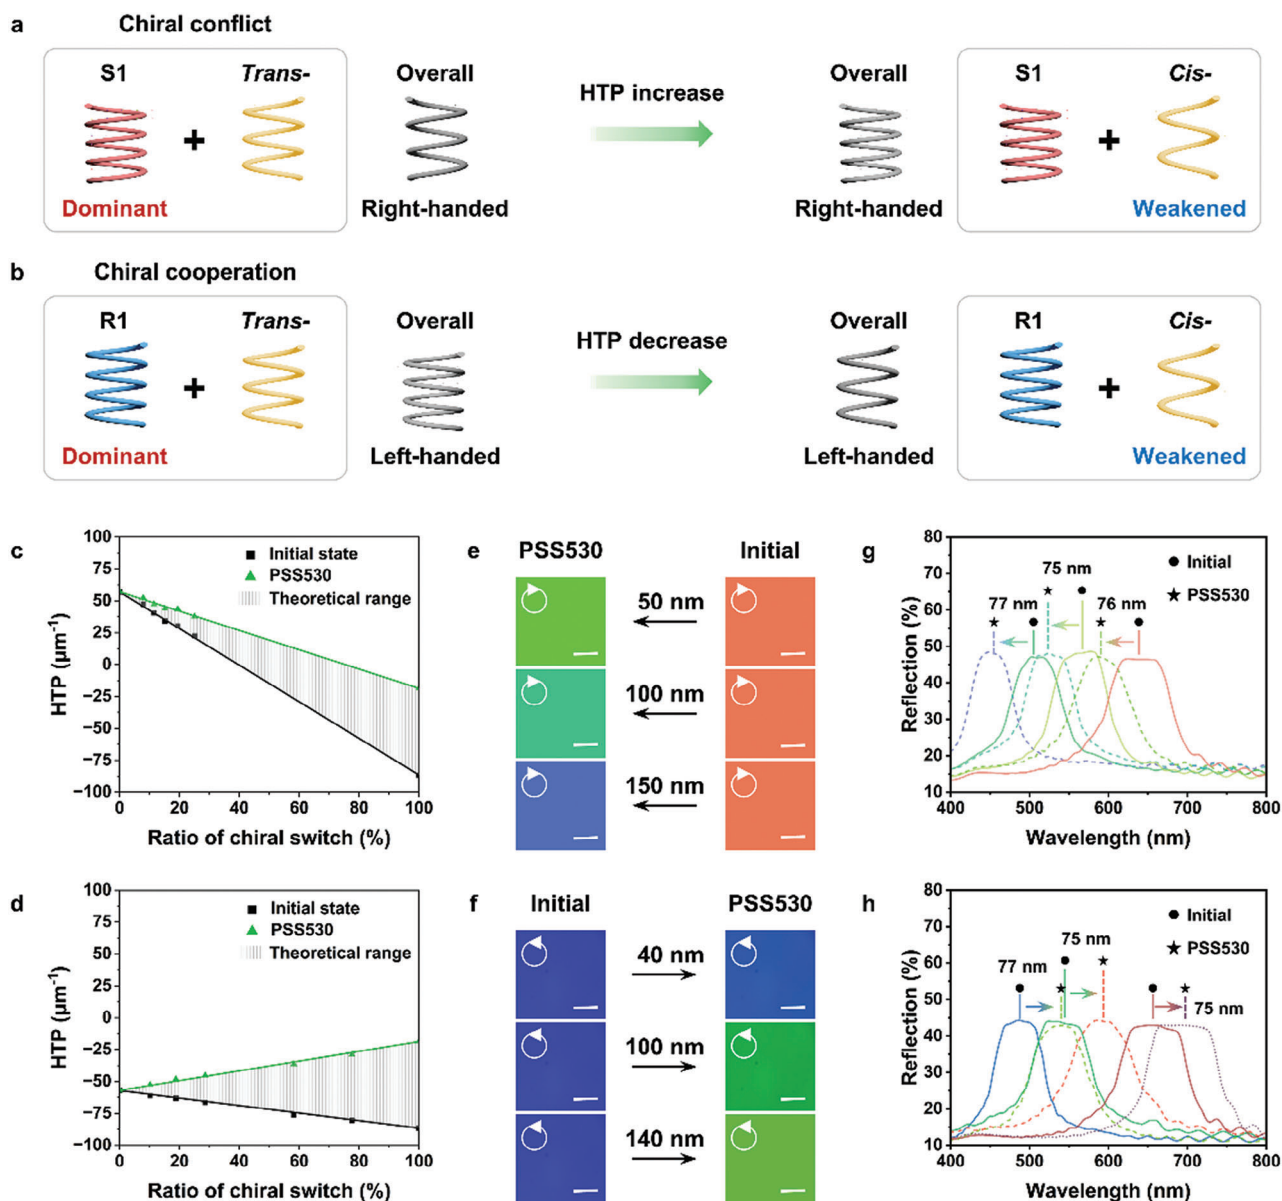 a Chiral conflict
S1 Trans- Overall HTP increase Overall S1 Cis-
+ +
Dominant Right-handed Right-handed Weakened
b Chiral cooperation
R1 Trans- Overall HTP decrease Overall R1 Cis-
+ +
Dominant Left-handed Left-handed Weakened
c
100
75
50
25
0
−25
−50
−75
−100
HTP (µm⁻¹)
Initial state
PSS530
Theoretical range
0 20 40 60 80 100
Ratio of chiral switch (%)
e PSS530 Initial
50 nm
100 nm
150 nm
g
80
70
60
50
40
30
20
10
Reflection (%)
Initial
PSS530
75 nm
77 nm 76 nm
400 500 600 700 800
Wavelength (nm)
d
100
75
50
25
0
−25
−50
−75
−100
HTP (µm⁻¹)
Initial state
PSS530
Theoretical range
0 20 40 60 80 100
Ratio of chiral switch (%)
f Initial PSS530
40 nm
100 nm
140 nm
h
80
70
60
50
40
30
20
10
Reflection (%)
Initial
PSS530
75 nm
77 nm
75 nm
400 500 600 700 800
Wavelength (nm)